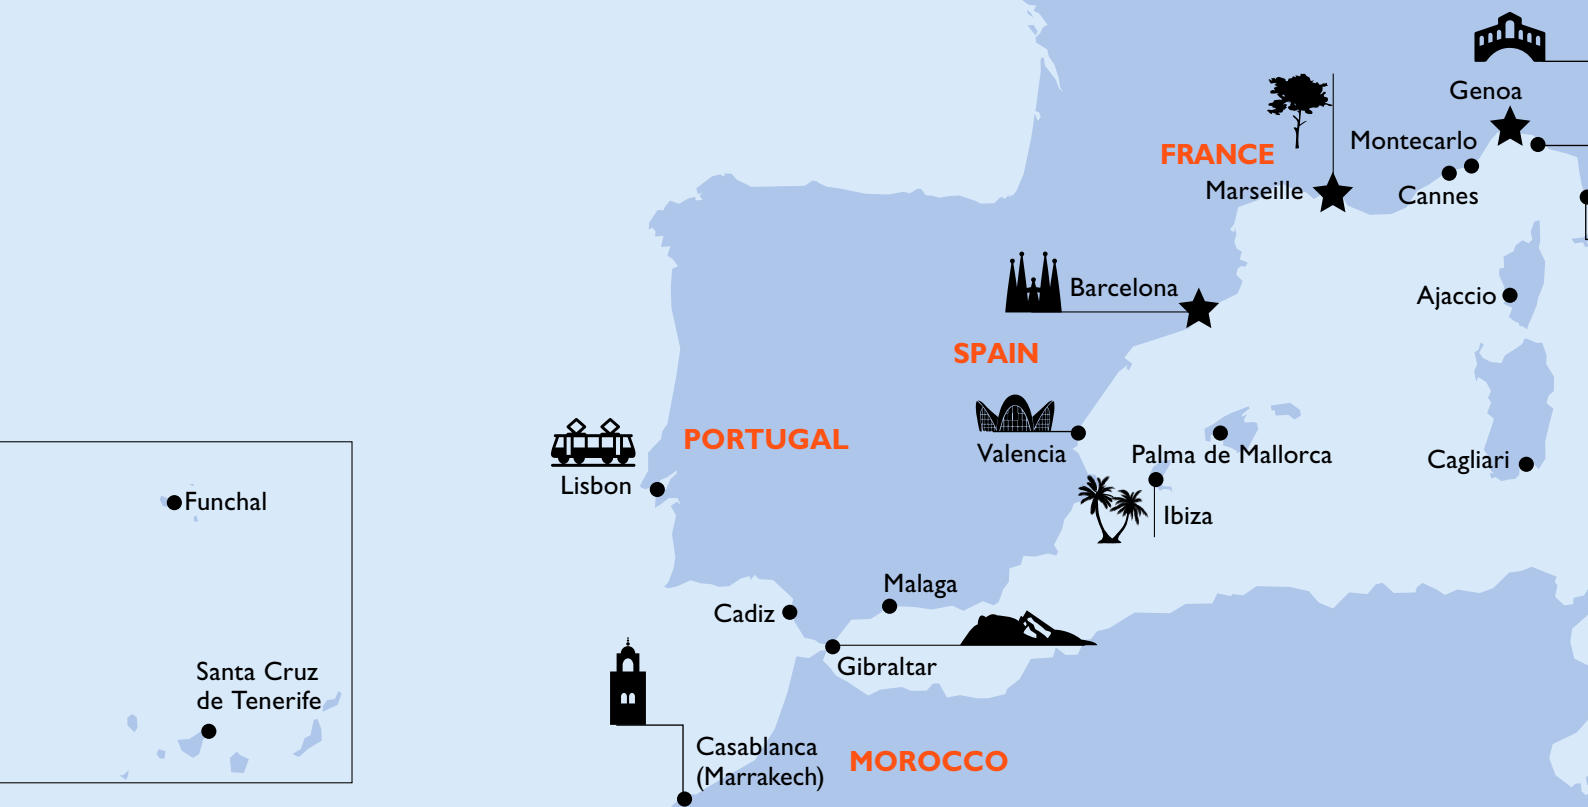 Genoa
Montecarlo
FRANCE
Marseille
Cannes
Barcelona
Ajaccio
SPAIN
PORTUGAL
Valencia
Palma de Mallorca
Cagliari
Lisbon
Funchal
Ibiza
Malaga
Cadiz
Gibraltar
Santa Cruz
de Tenerife
Casablanca
(Marrakech)
MOROCCO